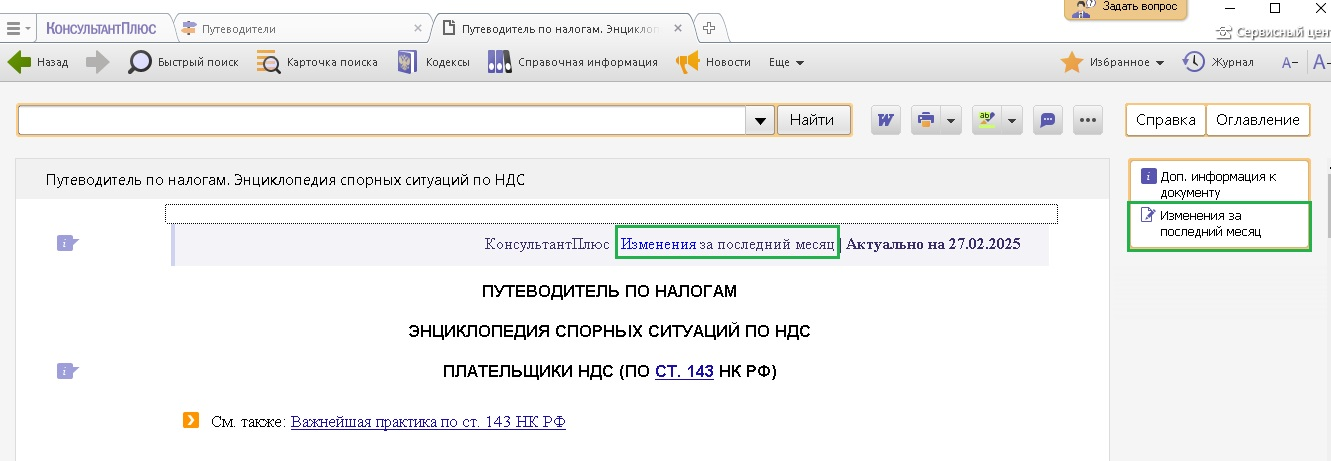 Задать вопрос
КонсультантПлюс
Путеводители
Путеводитель по налогам. Энциклоп
Сервисный цен
Назад
Быстрый поиск
Карточка поиска
Кодексы
Справочная информация
Новости
Еще
Избранное
Журнал
А−
А
Найти
W
Справка
Оглавление
Путеводитель по налогам. Энциклопедия спорных ситуаций по НДС
Доп. информация к
документу
Изменения за
последний месяц
КонсультантПлюс Изменения за последний месяц | Актуально на 27.02.2025
ПУТЕВОДИТЕЛЬ ПО НАЛОГАМ
ЭНЦИКЛОПЕДИЯ СПОРНЫХ СИТУАЦИЙ ПО НДС
ПЛАТЕЛЬЩИКИ НДС (ПО СТ. 143 НК РФ)
См. также: Важнейшая практика по ст. 143 НК РФ